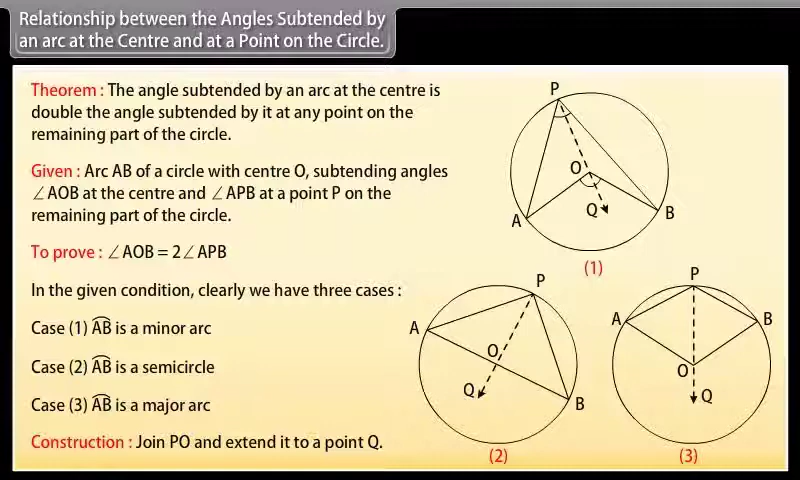 Relationship between the Angles Subtended by
an arc at the Centre and at a Point on the Circle.
Theorem : The angle subtended by an arc at the centre is
double the angle subtended by it at any point on the
remaining part of the circle.
Given : Arc AB of a circle with centre O, subtending angles
∠AOB at the centre and ∠APB at a point P on the
remaining part of the circle.
To prove : ∠AOB = 2∠APB
In the given condition, clearly we have three cases :
Case (1) A͡B is a minor arc
Case (2) A͡B is a semicircle
Case (3) A͡B is a major arc
Construction : Join PO and extend it to a point Q.
P
O
Q
A
B
(1)
P
A
O
Q
B
(2)
P
A
B
O
Q
(3)